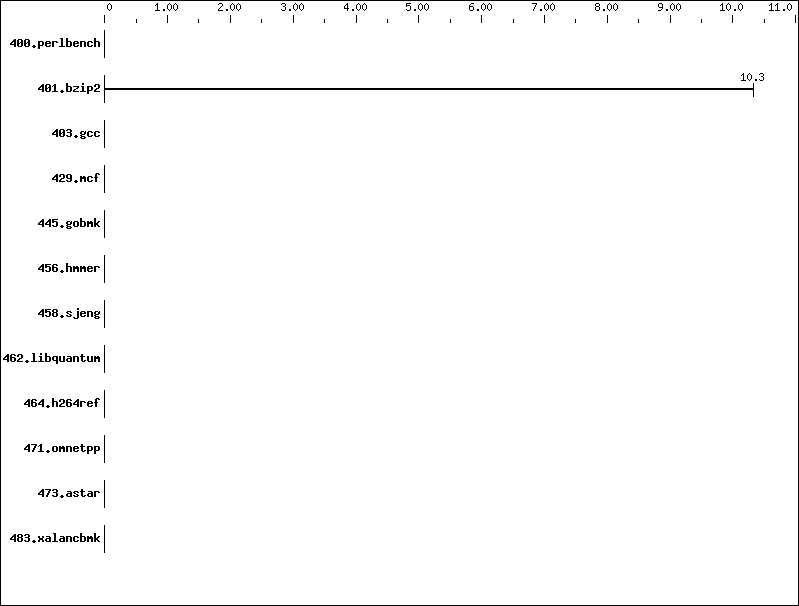 0 1.00 2.00 3.00 4.00 5.00 6.00 7.00 8.00 9.00 10.0 11.0
400.perlbench
10.3
401.bzip2
403.gcc
429.mcf
445.gobmk
456.hmmer
458.sjeng
462.libquantum
464.h264ref
471.omnetpp
473.astar
483.xalancbmk